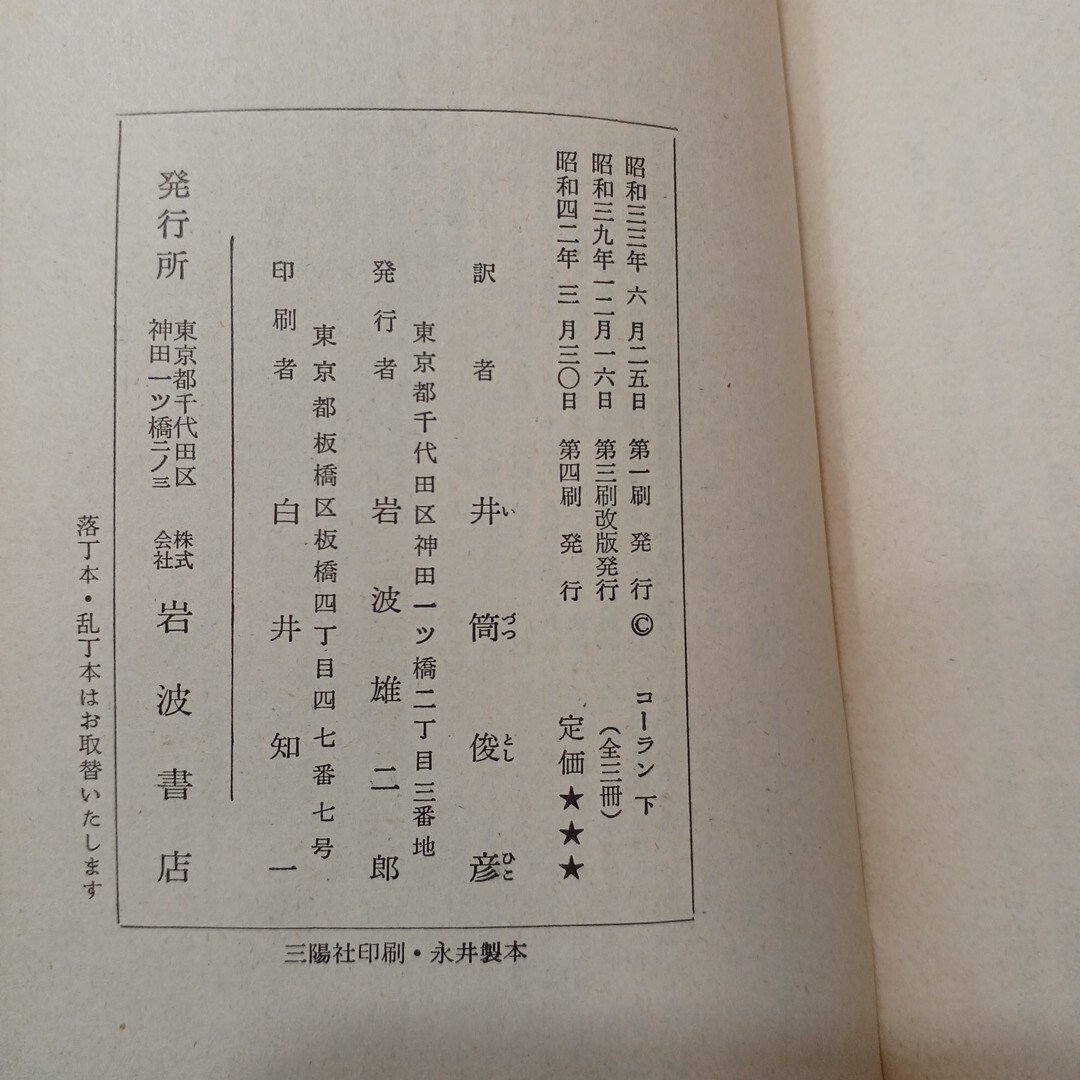 コーラン 下
（全三冊）
定価★★★
昭和三三年 六 月二五日 第一刷 発 行 ©
昭和三九年一二月一六日 第三刷改版発行
昭和四二年 三 月三〇日 第四刷 発 行
訳者 井筒俊彦
いづつとしひこ
東京都千代田区神田一ツ橋二丁目三番地
発行者 岩波雄二郎
東京都板橋区板橋四丁目四七番七号
印刷者 白井知一
発行所 東京都千代田区神田一ツ橋二ノ三 株式会社 岩波書店
落丁本・乱丁本はお取替いたします
三陽社印刷・永井製本